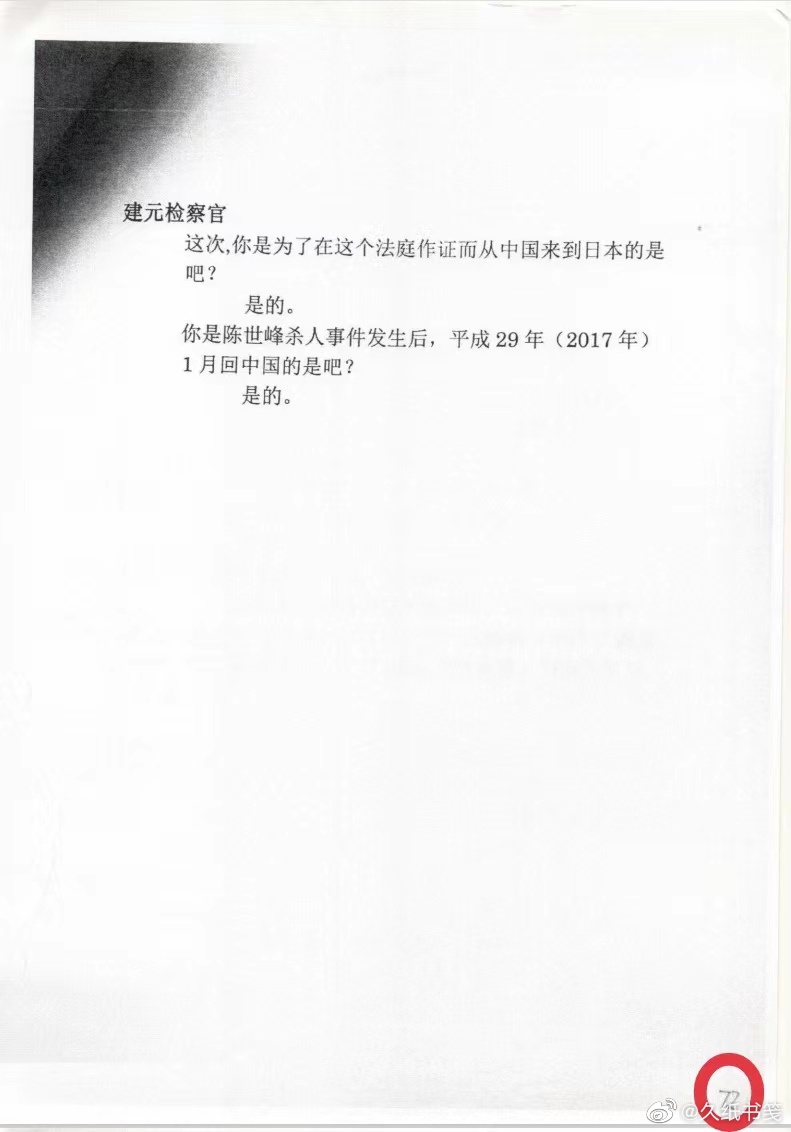 建元检察官
这次,你是为了在这个法庭作证而从中国来到日本的是
吧？
是的。
你是陈世峰杀人事件发生后，平成 29 年（2017 年）
1 月回中国的是吧？
是的。
72
@久纸书笺